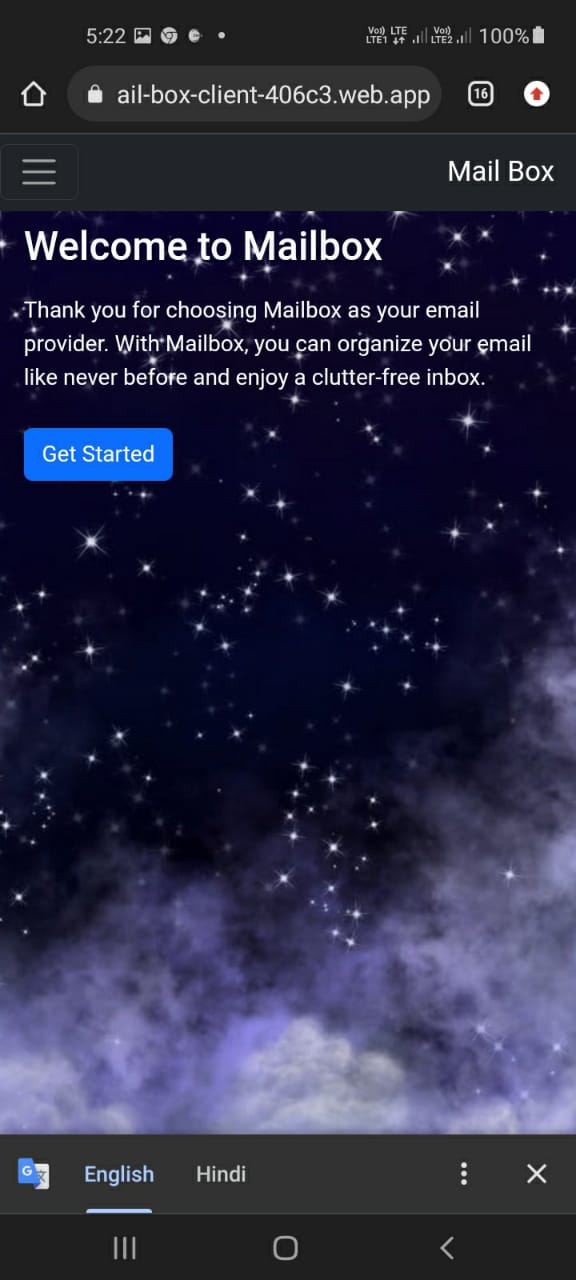 5:22
Vo) LTE Vo) 100%
LTE1 LTE2
ail-box-client-406c3.web.app
16
Mail Box
Welcome to Mailbox
Thank you for choosing Mailbox as your email
provider. With Mailbox, you can organize your email
like never before and enjoy a clutter-free inbox.
Get Started
G 文
English Hindi